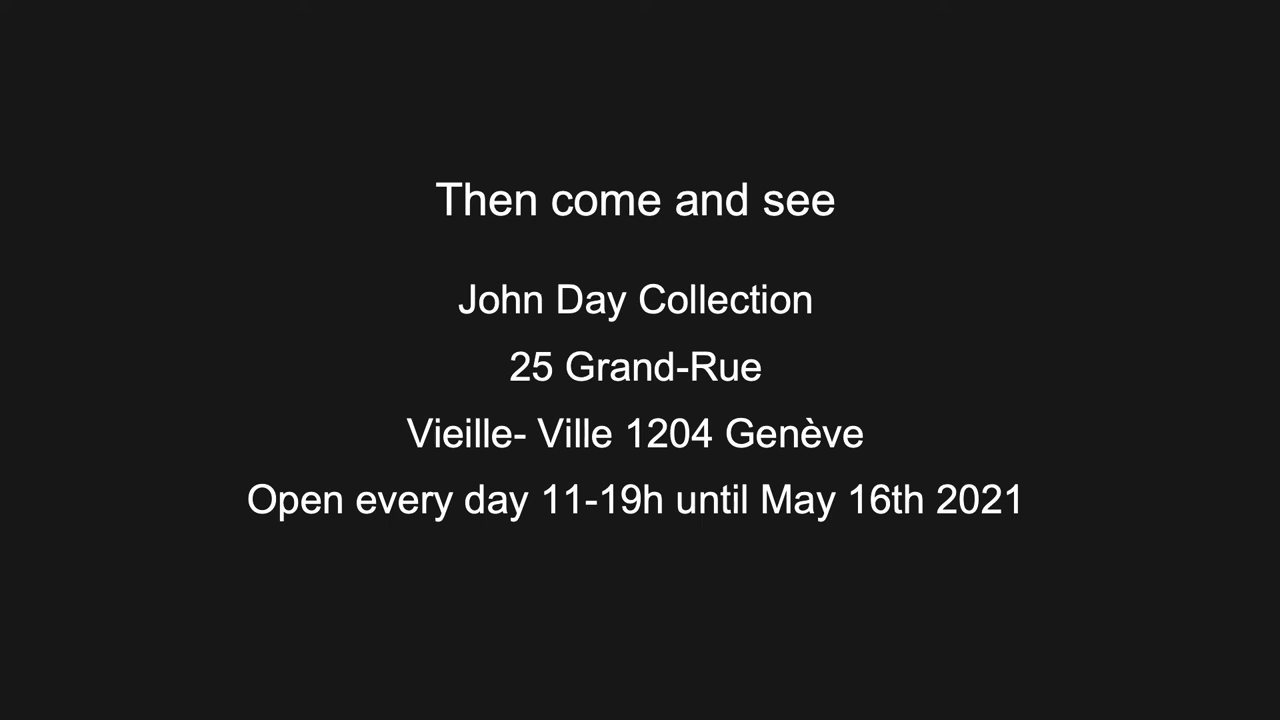 Then come and see
John Day Collection
25 Grand-Rue
Vieille- Ville 1204 Genève
Open every day 11-19h until May 16th 2021